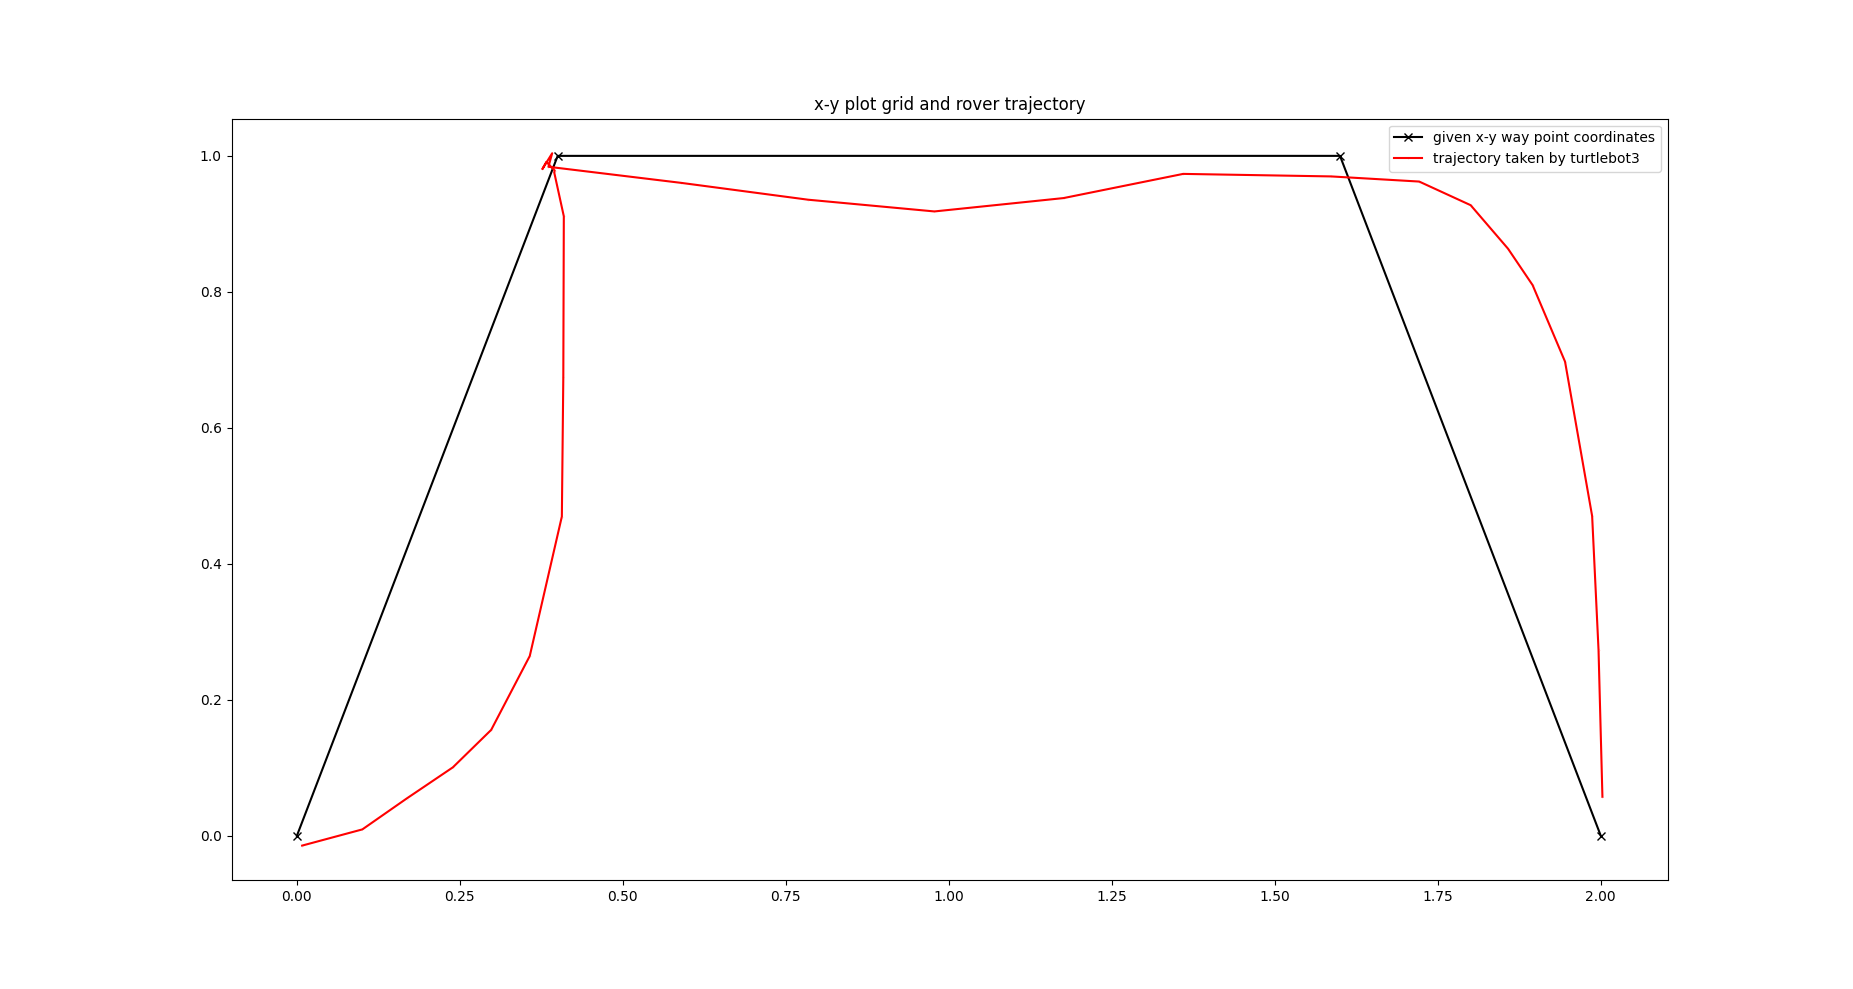 x-y plot grid and rover trajectory
given x-y way point coordinates
trajectory taken by turtlebot3
1.0
0.8
0.6
0.4
0.2
0.0
0.00 0.25 0.50 0.75 1.00 1.25 1.50 1.75 2.00